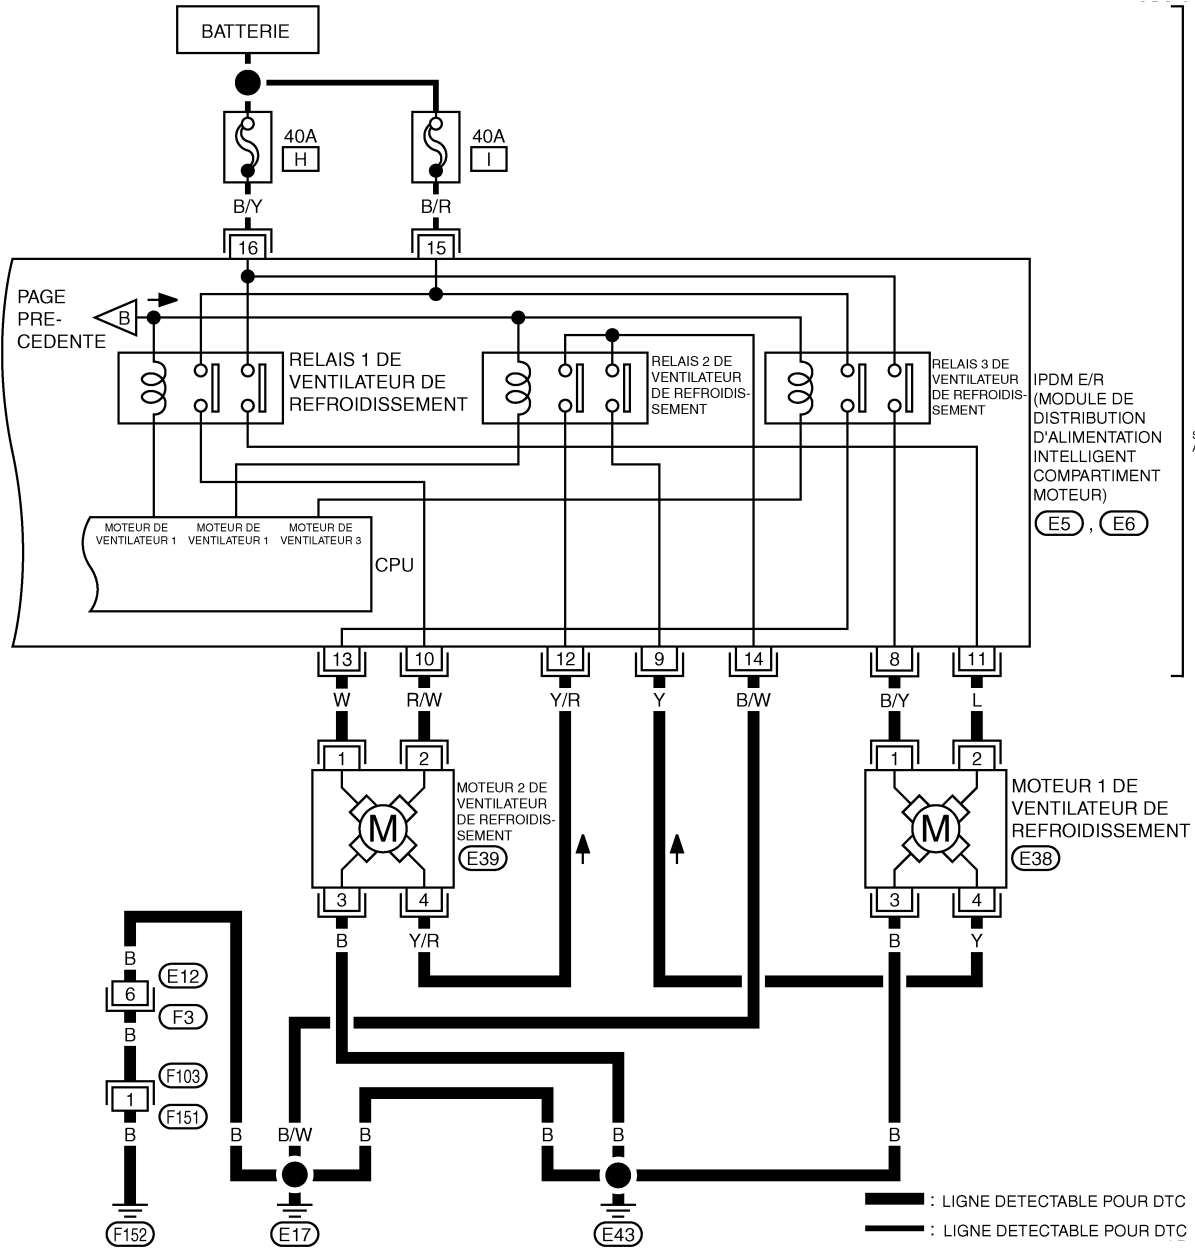 BATTERIE
40A
H
40A
I
B/Y
B/R
16
15
PAGE
PRE-
CEDENTE
B
RELAIS 1 DE
VENTILATEUR DE
REFROIDISSEMENT
RELAIS 2 DE
VENTILATEUR
DE REFROIDIS-
SEMENT
RELAIS 3 DE
VENTILATEUR
DE REFROIDIS-
SEMENT
IPDM E/R
(MODULE DE
DISTRIBUTION
D'ALIMENTATION
INTELLIGENT
COMPARTIMENT
MOTEUR)
E5 , E6
MOTEUR DE
VENTILATEUR 1
MOTEUR DE
VENTILATEUR 1
MOTEUR DE
VENTILATEUR 3
CPU
13
10
12
9
14
8
11
W
R/W
Y/R
Y
B/W
B/Y
L
1
2
1
2
M
MOTEUR 2 DE
VENTILATEUR
DE REFROIDIS-
SEMENT
E39
M
MOTEUR 1 DE
VENTILATEUR DE
REFROIDISSEMENT
E38
3
4
3
4
B
Y/R
B
Y
B
E12
6
F3
B
F103
1
F151
B
B
B/W
B
B
B
B
F152
E17
E43
: LIGNE DETECTABLE POUR DTC
: LIGNE DETECTABLE POUR DTC